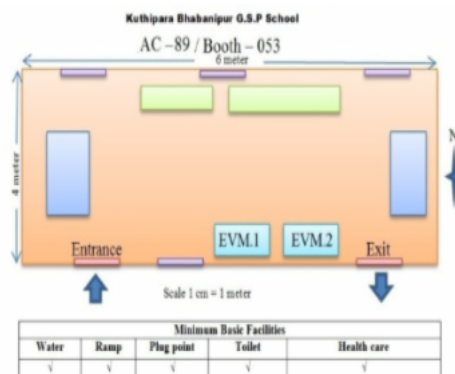 Kuthipara Bhabanipur G.S.P School
AC –89 / Booth –053
6 meter
4 meter
N
EVM.1 EVM.2
Entrance Exit
Scale 1 cm = 1 meter
Minimum Basic Facilities
Water Ramp Plug point Toilet Health care
√ √ √ √ √